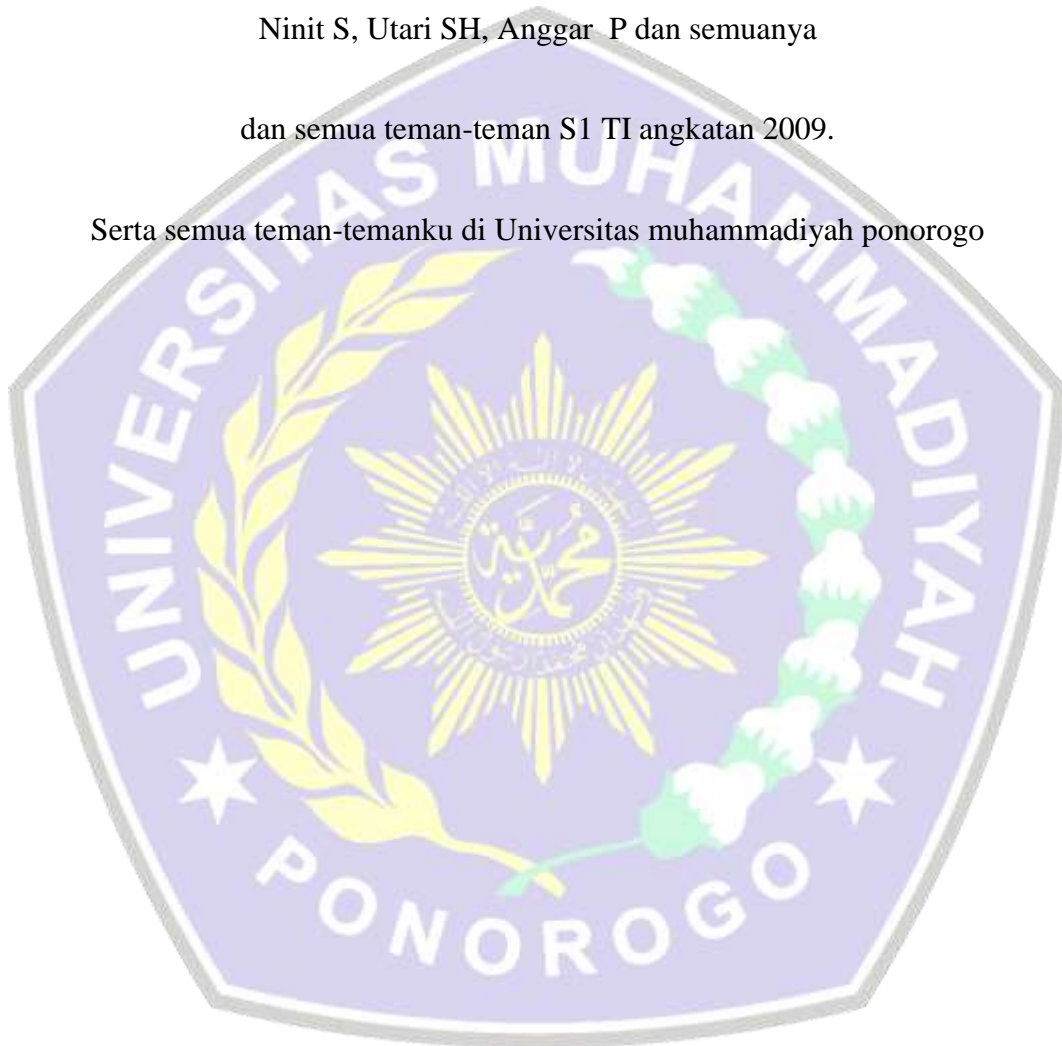 Ninit S, Utari SH, Anggar P dan semuanya
dan semua teman-teman S1 TI angkatan 2009.
Serta semua teman-temanku di Universitas muhammadiyah ponorogo
UNIVERSITAS MUHAMMADIYAH
محمدية
PONOROGO